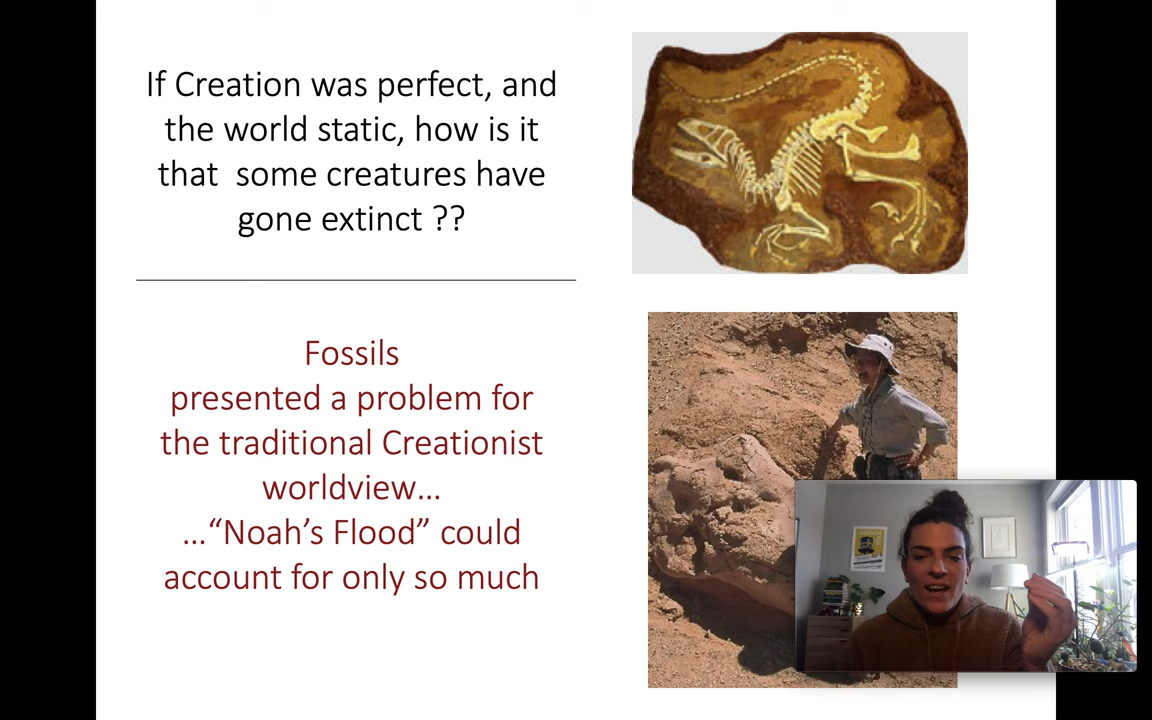 If Creation was perfect, and
the world static, how is it
that  some creatures have
gone extinct ??
Fossils
presented a problem for
the traditional Creationist
worldview…
…“Noah’s Flood” could
account for only so much